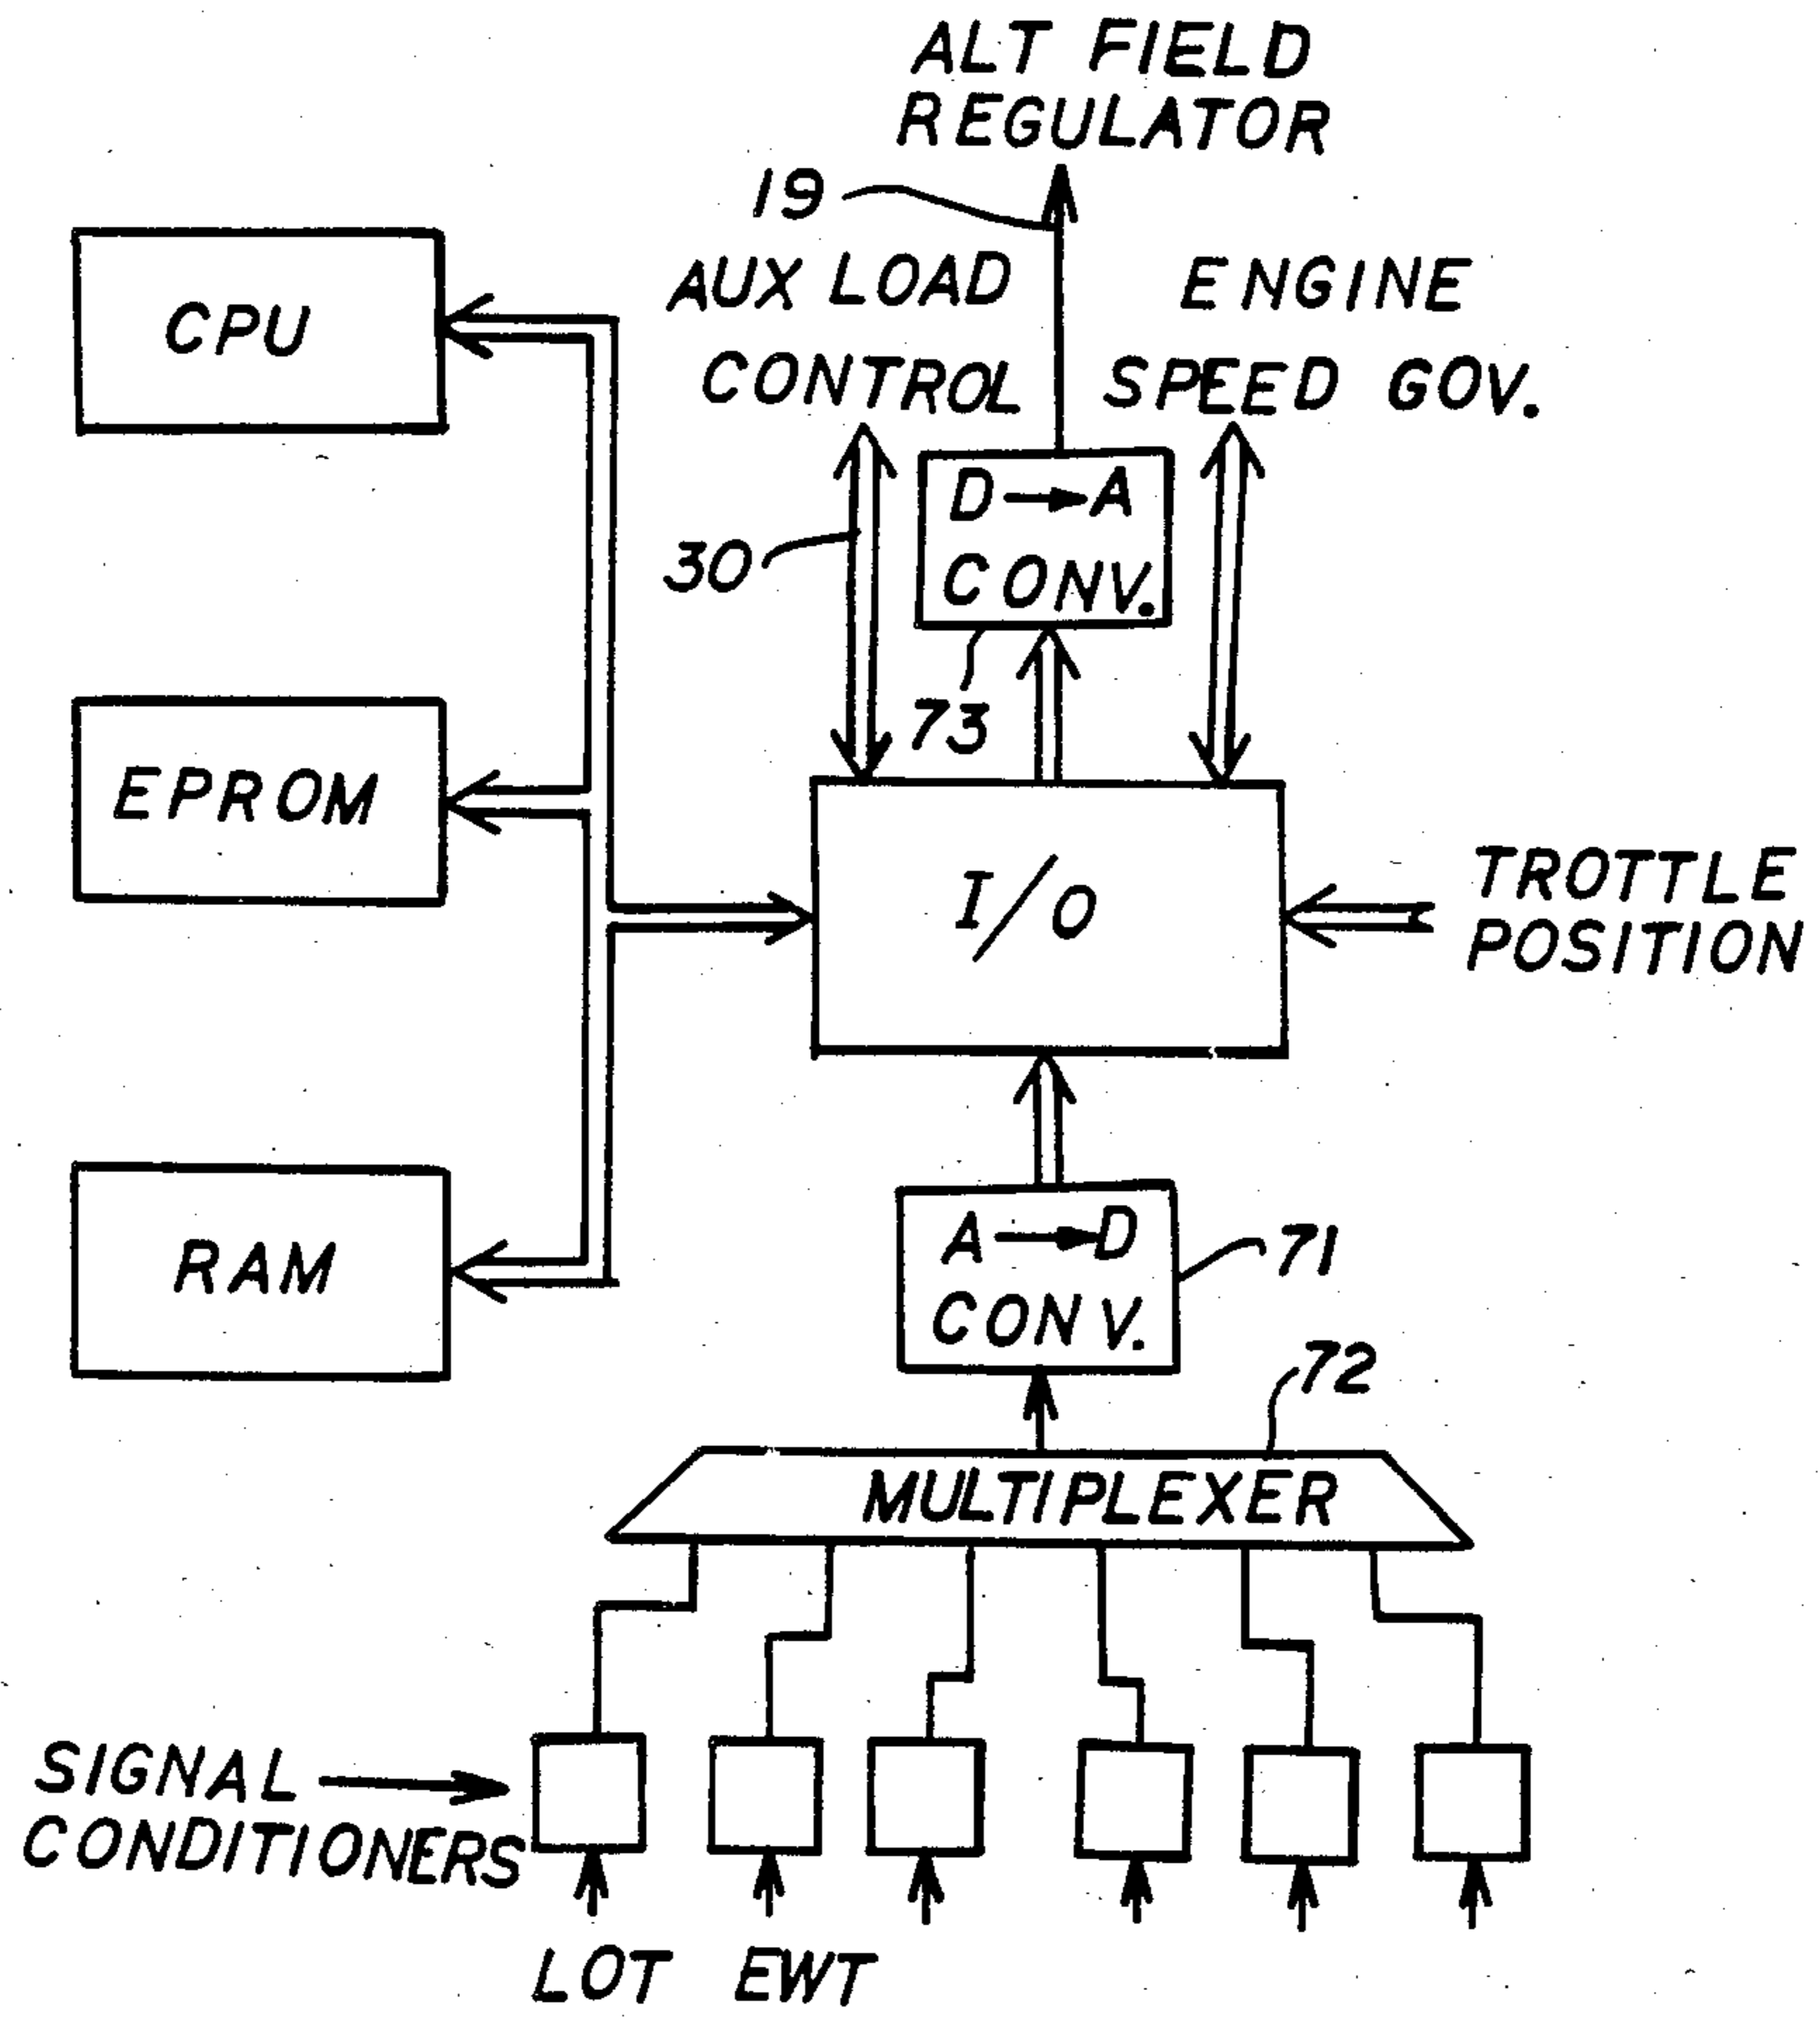 ALT FIELD
REGULATOR
19
AUX LOAD
CONTROL
ENGINE
SPEED GOV.
CPU
D→A
CONV.
30
73
EPROM
I/O
TROTTLE
POSITION
RAM
A→D
CONV.
71
72
MULTIPLEXER
SIGNAL
CONDITIONERS
LOT EWT